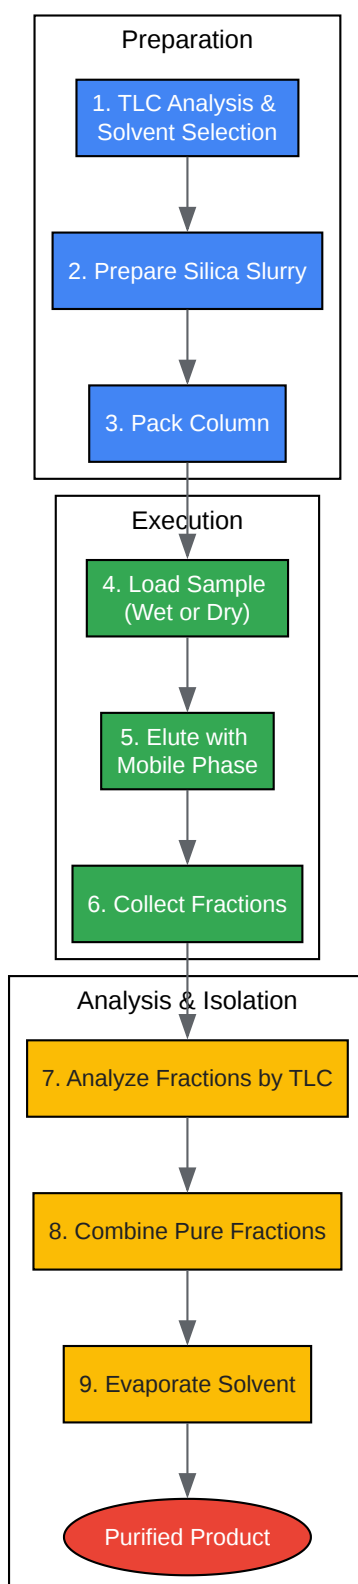 Preparation
1. TLC Analysis &
Solvent Selection
2. Prepare Silica Slurry
3. Pack Column
Execution
4. Load Sample
(Wet or Dry)
5. Elute with
Mobile Phase
6. Collect Fractions
Analysis & Isolation
7. Analyze Fractions by TLC
8. Combine Pure Fractions
9. Evaporate Solvent
Purified Product